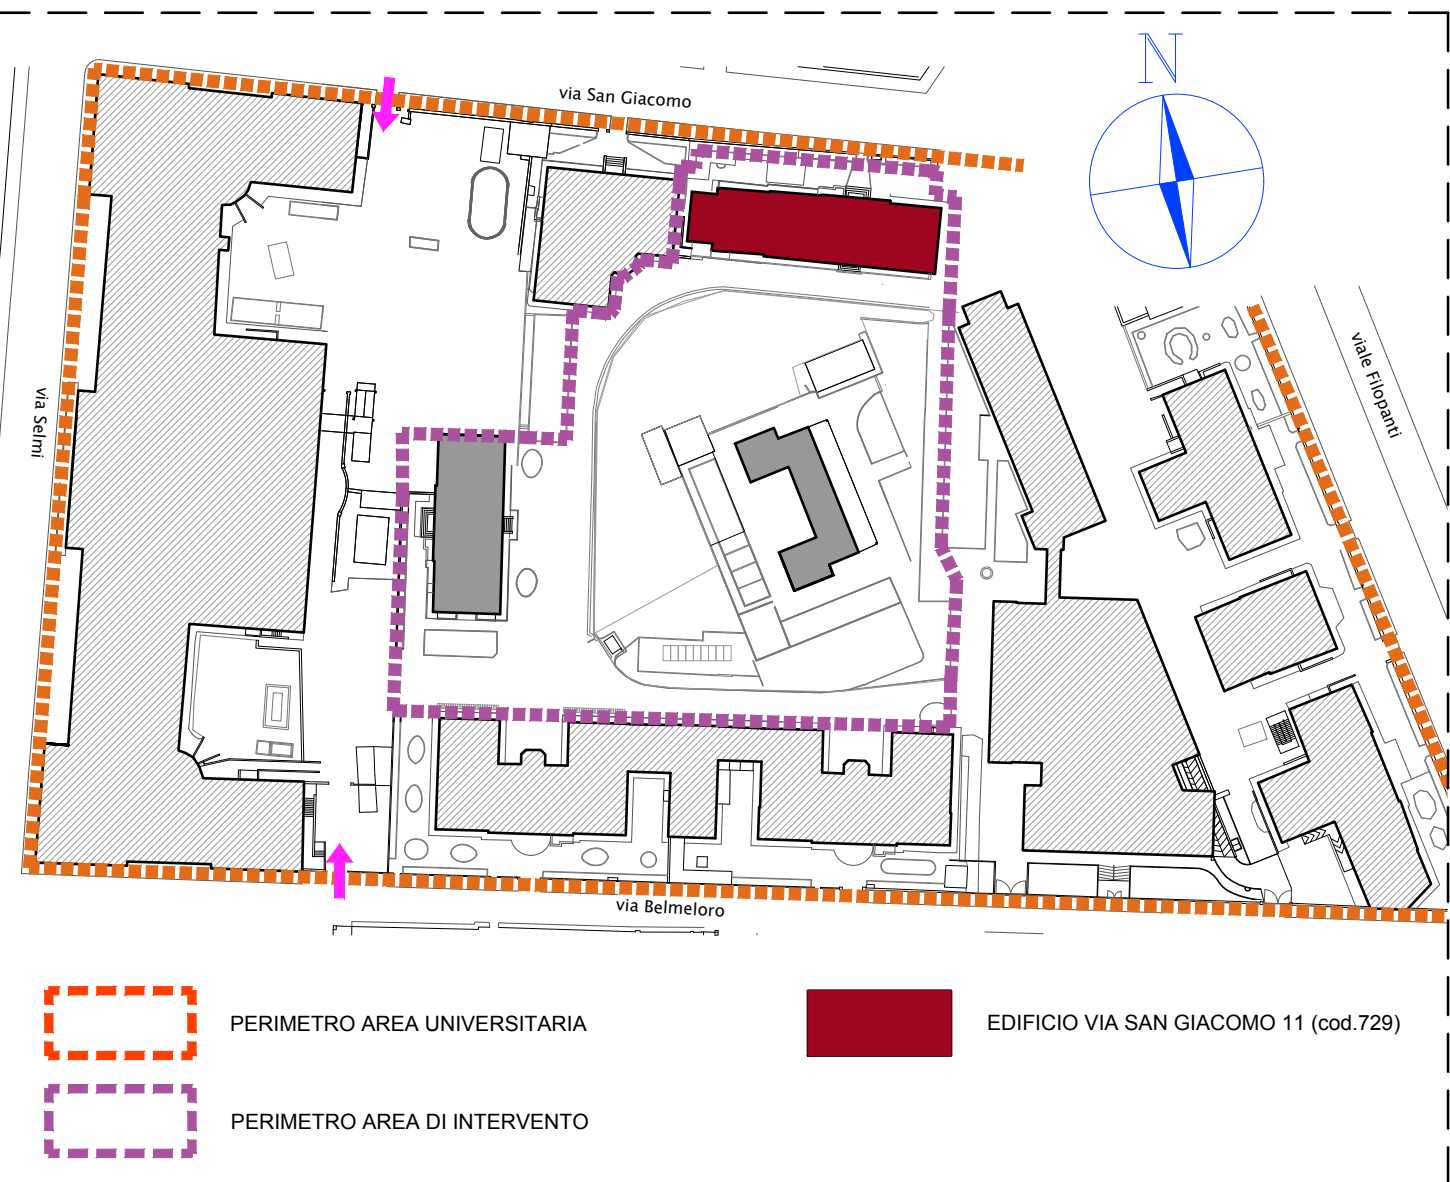 N
via San Giacomo
viale Filopanti
via Selmi
via Belmeloro
PERIMETRO AREA UNIVERSITARIA
EDIFICIO VIA SAN GIACOMO 11 (cod.729)
PERIMETRO AREA DI INTERVENTO